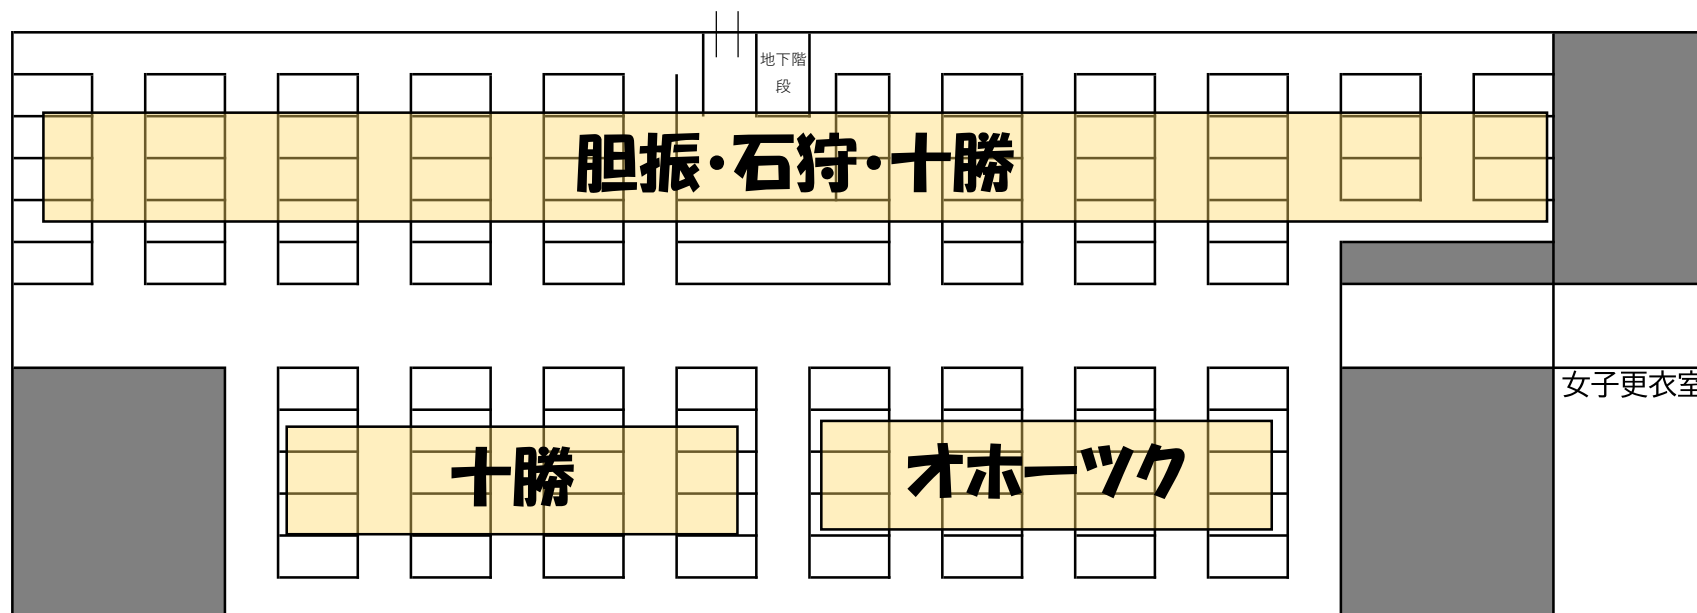 地下階
段
胆振・石狩・十勝
女子更衣室
十勝
オホーツク